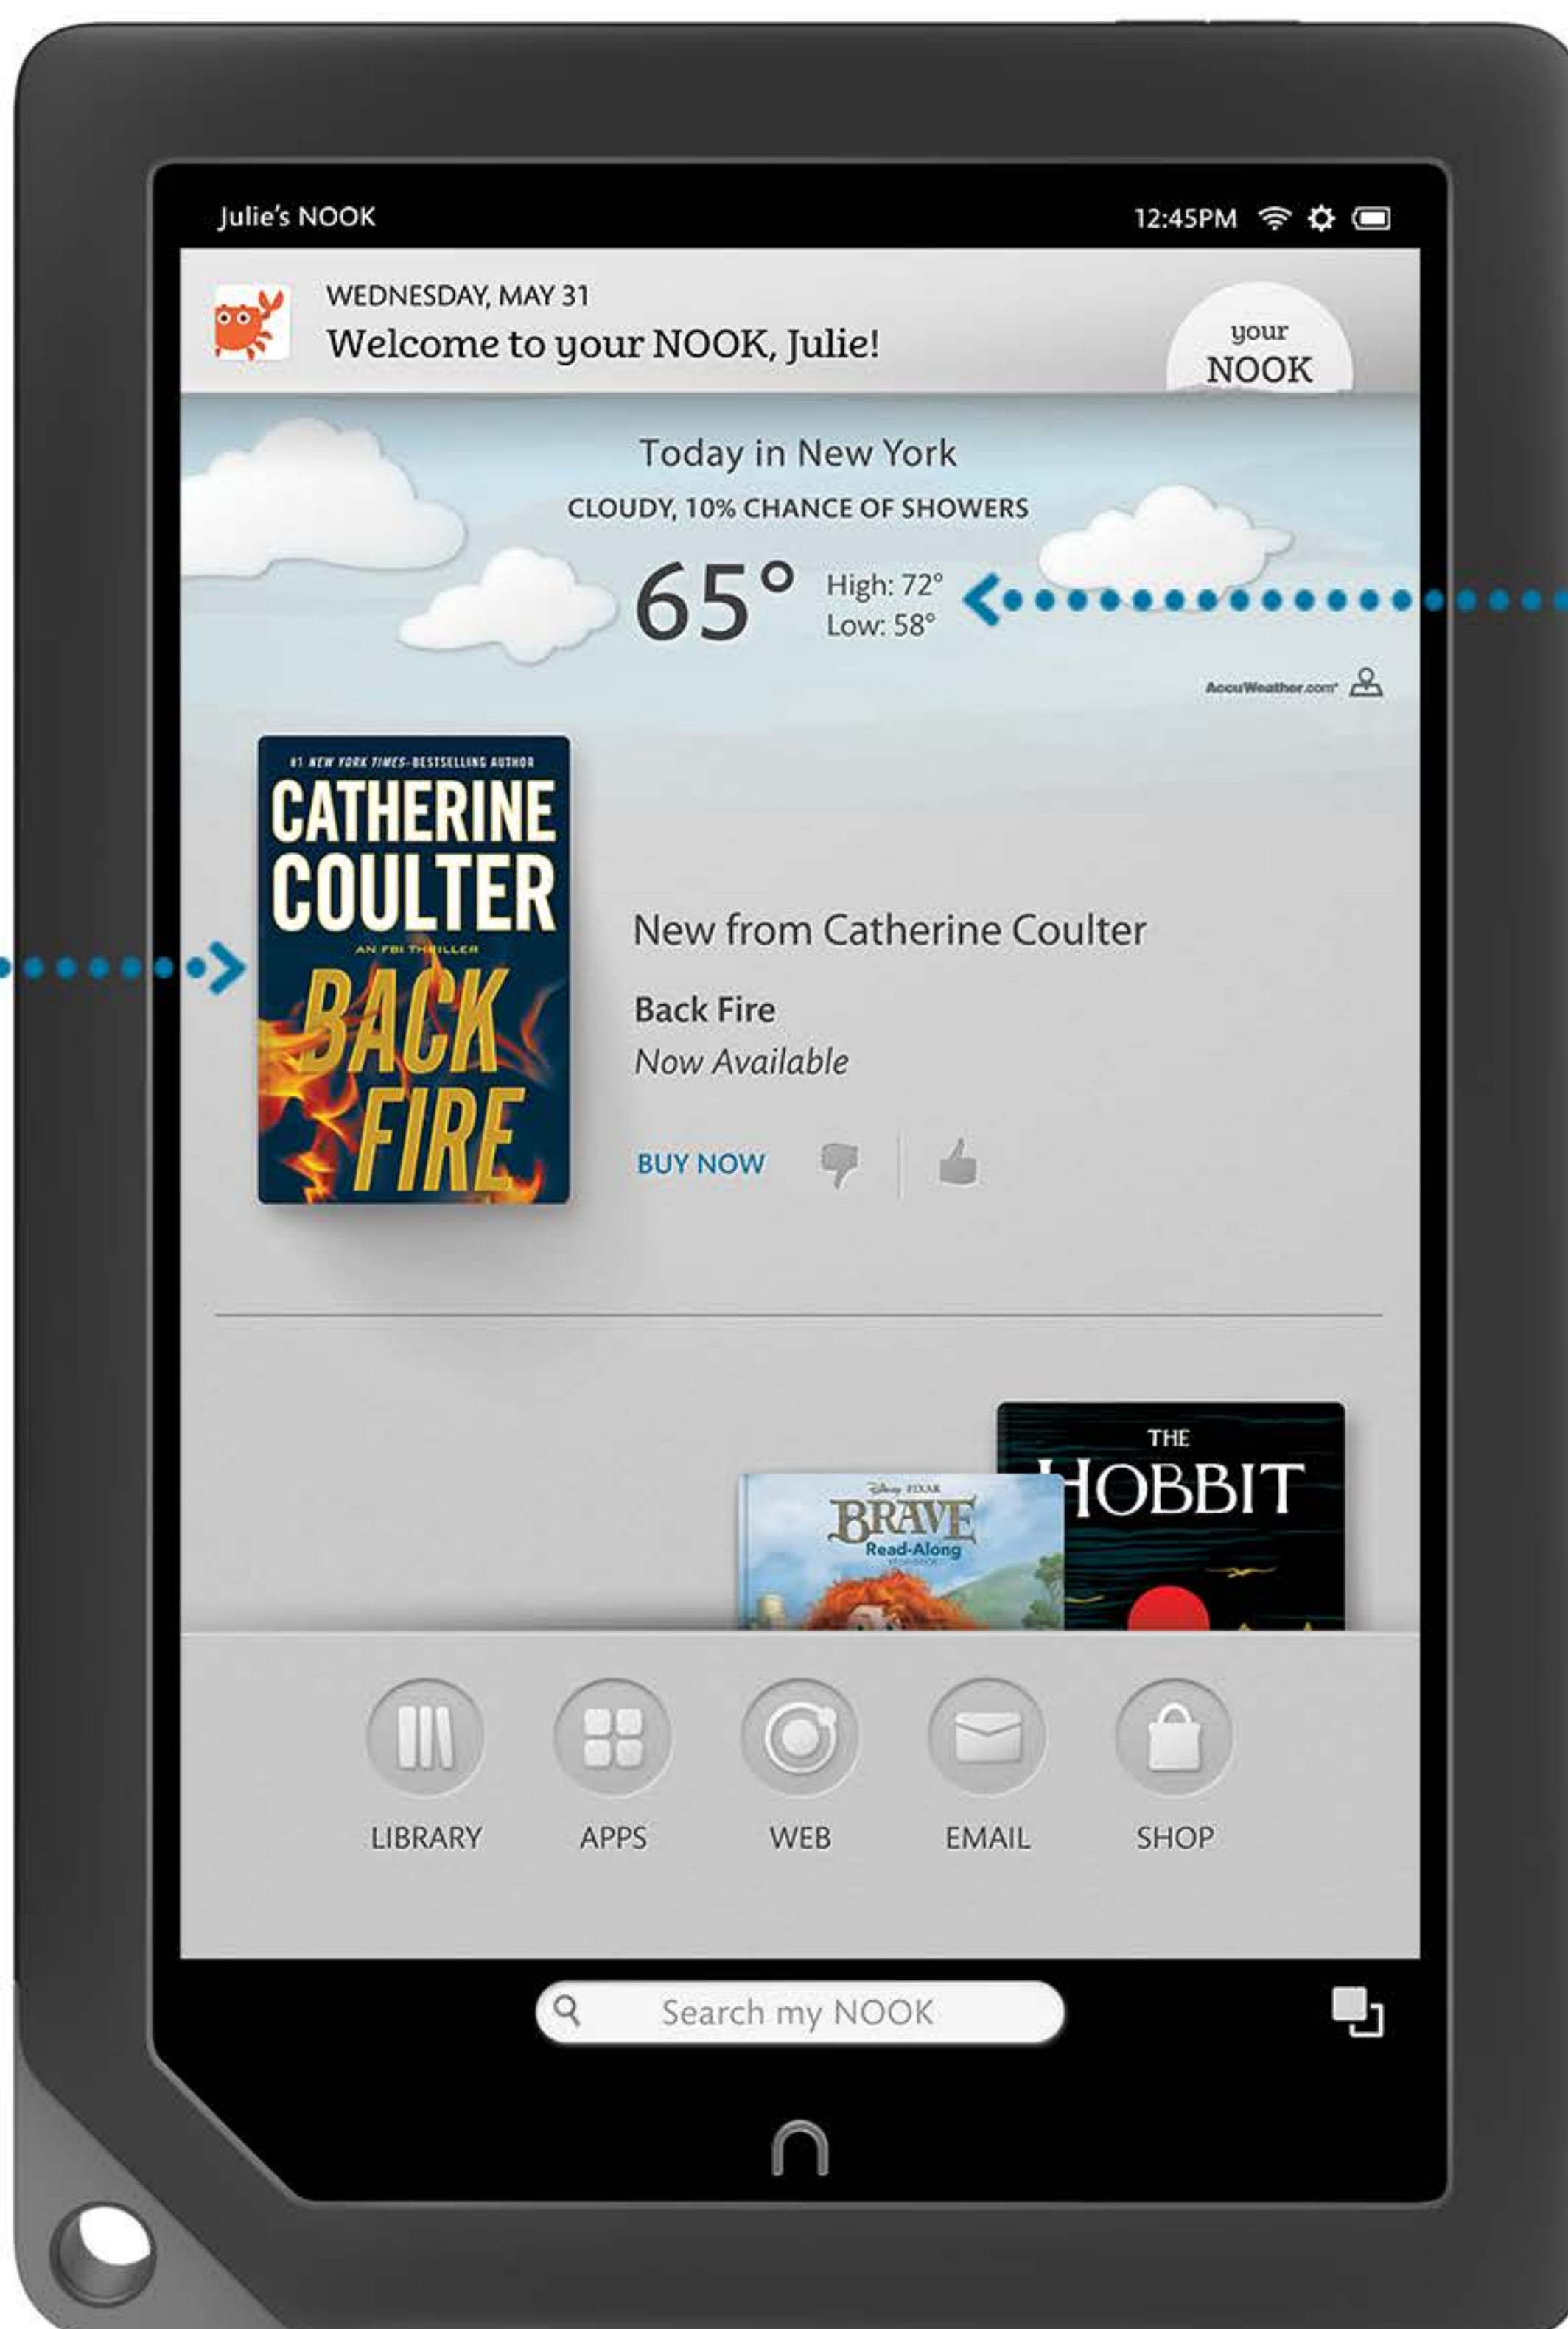 Julie's NOOK
12:45PM
WEDNESDAY, MAY 31
Welcome to your NOOK, Julie!
your
NOOK
Today in New York
CLOUDY, 10% CHANCE OF SHOWERS
65°
High: 72°
Low: 58°
AccuWeather.com®
#1 NEW YORK TIMES–BESTSELLING AUTHOR
CATHERINE
COULTER
AN FBI THRILLER
BACK
FIRE
New from Catherine Coulter
Back Fire
Now Available
BUY NOW
THE
HOBBIT
Disney PIXAR
BRAVE
Read-Along
STORYBOOK
LIBRARY
APPS
WEB
EMAIL
SHOP
Search my NOOK